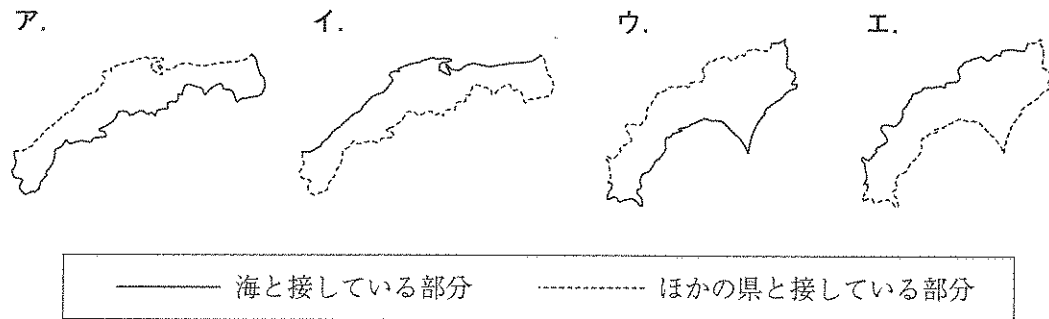 ア.
イ.
ウ.
エ.
海と接している部分
ほかの県と接している部分